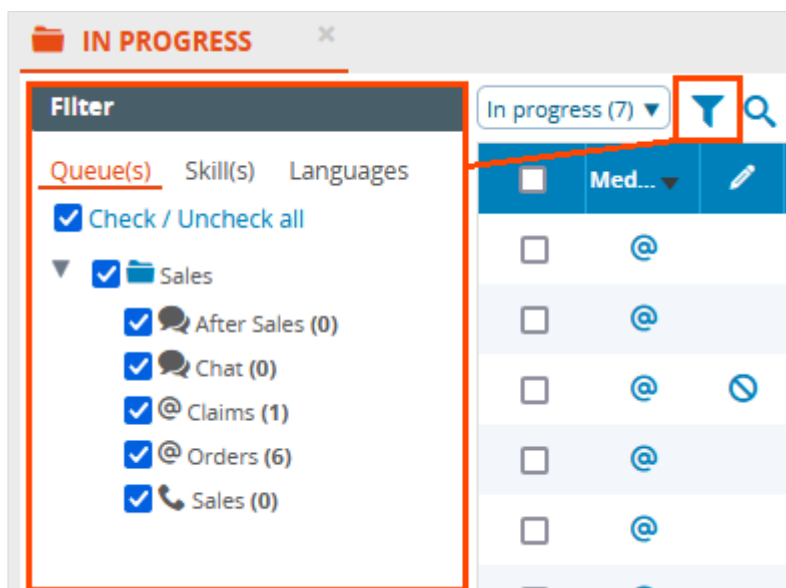 IN PROGRESS
Filter
In progress (7)
Queue(s) Skill(s) Languages
Med...
Check / Uncheck all
Sales
After Sales (0)
Chat (0)
@ Claims (1)
@ Orders (6)
Sales (0)
@
@
@
@
@